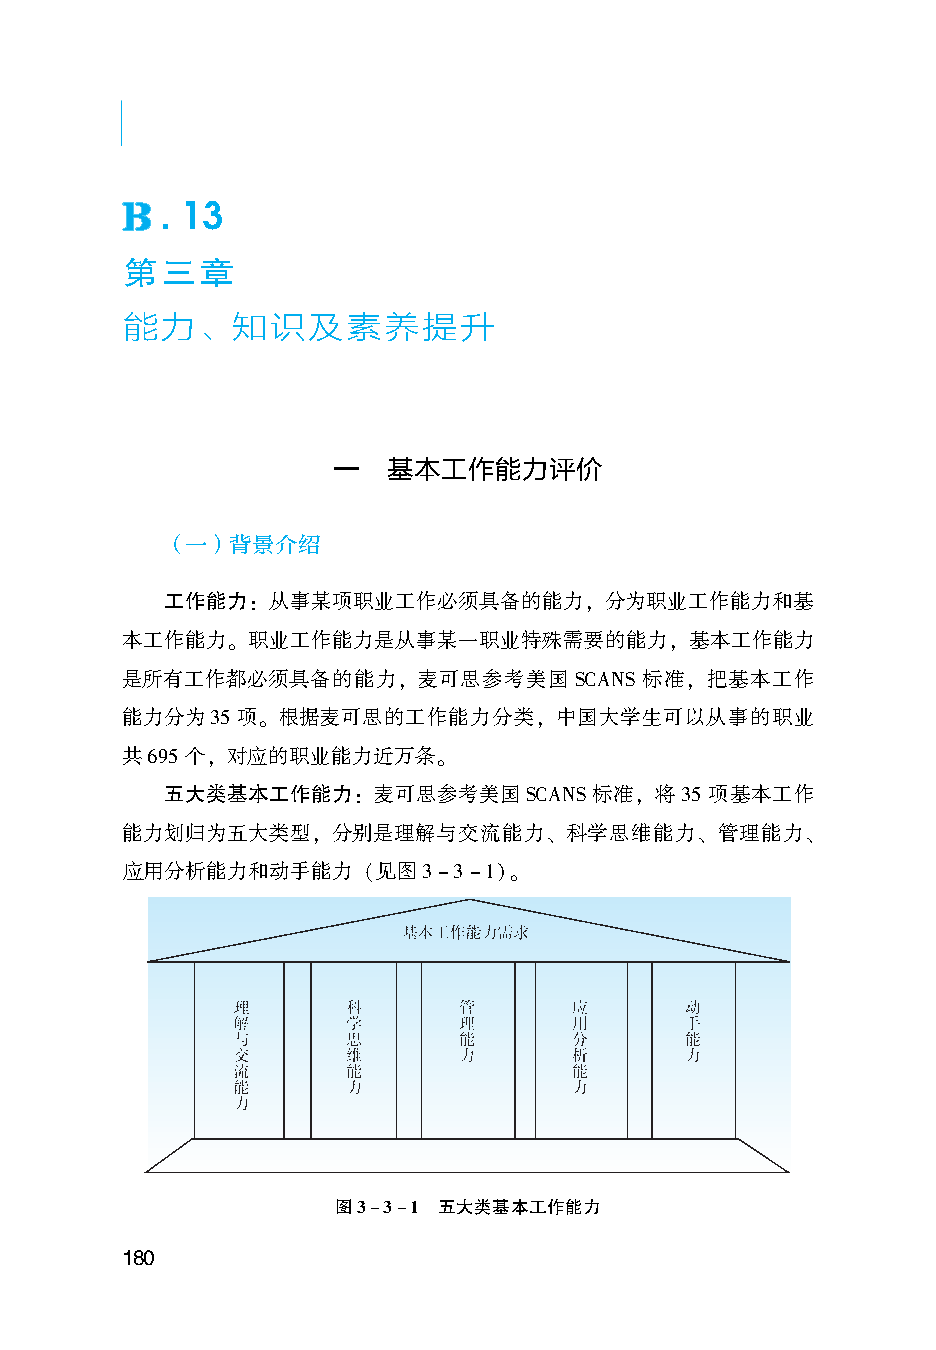 B.13
第三章
能力、知识及素养提升
一　基本工作能力评价
（一）背景介绍
工作能力：从事某项职业工作必须具备的能力，分为职业工作能力和基
本工作能力。职业工作能力是从事某一职业特殊需要的能力，基本工作能力
是所有工作都必须具备的能力，麦可思参考美国 SCANS 标准，把基本工作
能力分为 35 项。根据麦可思的工作能力分类，中国大学生可以从事的职业
共 695 个，对应的职业能力近万条。
五大类基本工作能力：麦可思参考美国 SCANS 标准，将 35 项基本工作
能力划归为五大类型，分别是理解与交流能力、科学思维能力、管理能力、
应用分析能力和动手能力（见图 3－3－1）。
基本工作能力需求
理解与交流能力
科学思维能力
管理能力
应用分析能力
动手能力
图 3－3－1　五大类基本工作能力
180